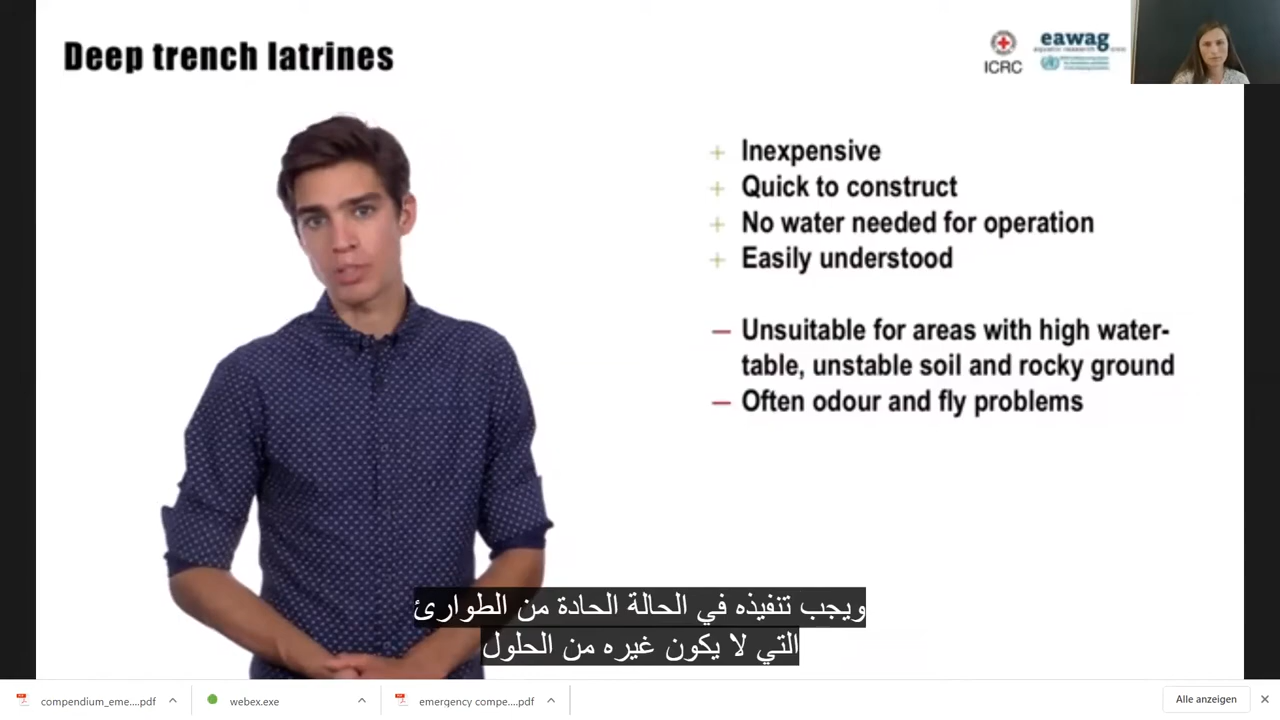 Deep trench latrines
ICRC
eawag
aquatic research
+ Inexpensive
+ Quick to construct
+ No water needed for operation
+ Easily understood
— Unsuitable for areas with high water-
table, unstable soil and rocky ground
— Often odour and fly problems
ويجب تنفيذه في الحالة الحادة من الطوارئ
التي لا يكون غيره من الحلول
compendium_eme....pdf
webex.exe
emergency compe....pdf
Alle anzeigen